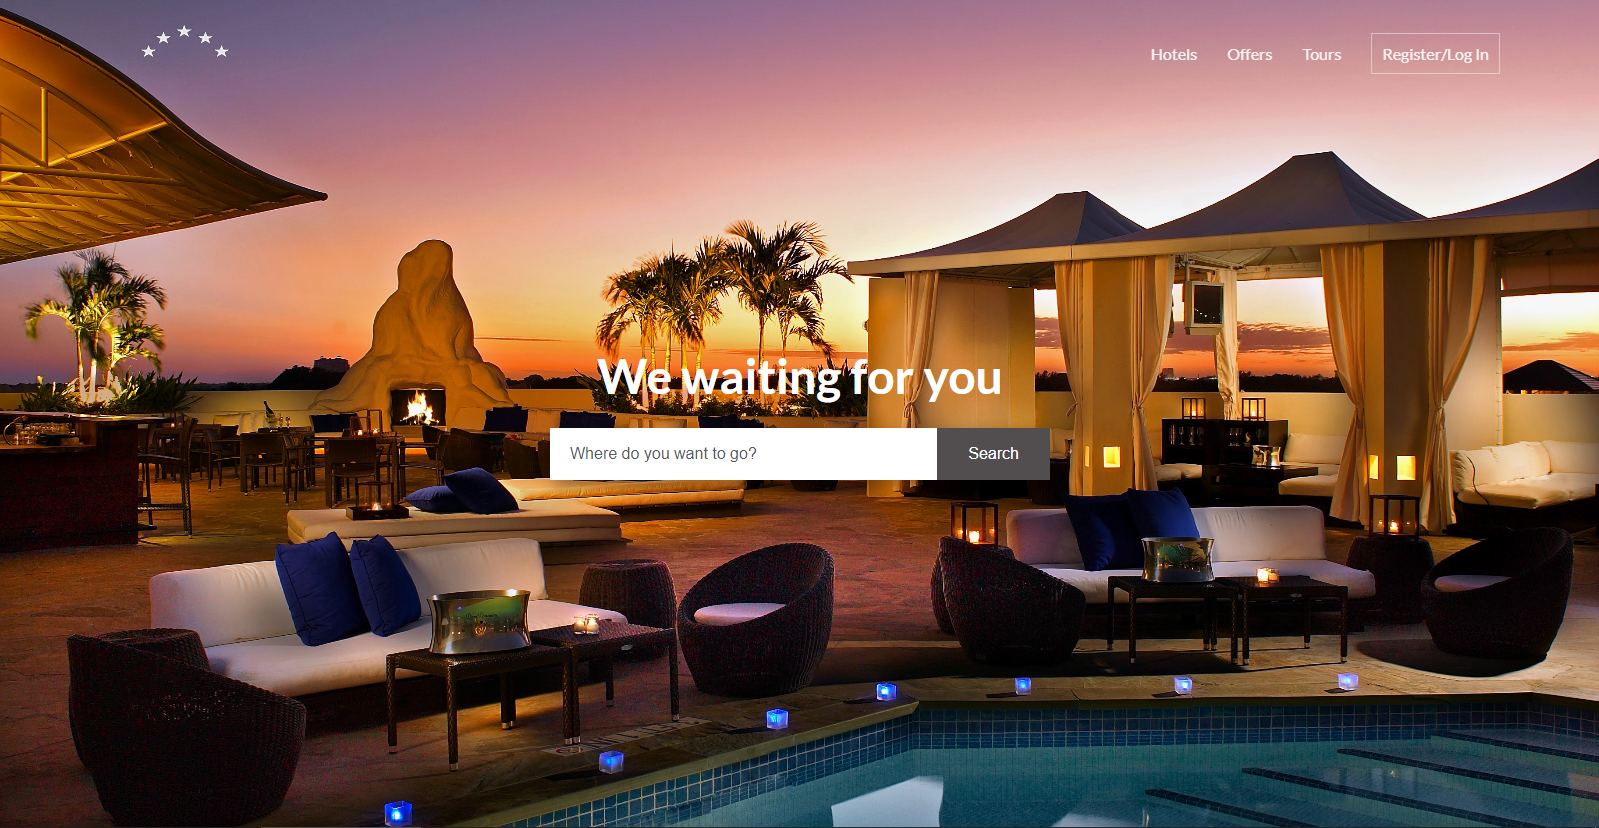 Hotels Offers Tours Register/Log In
We waiting for you
Where do you want to go? Search